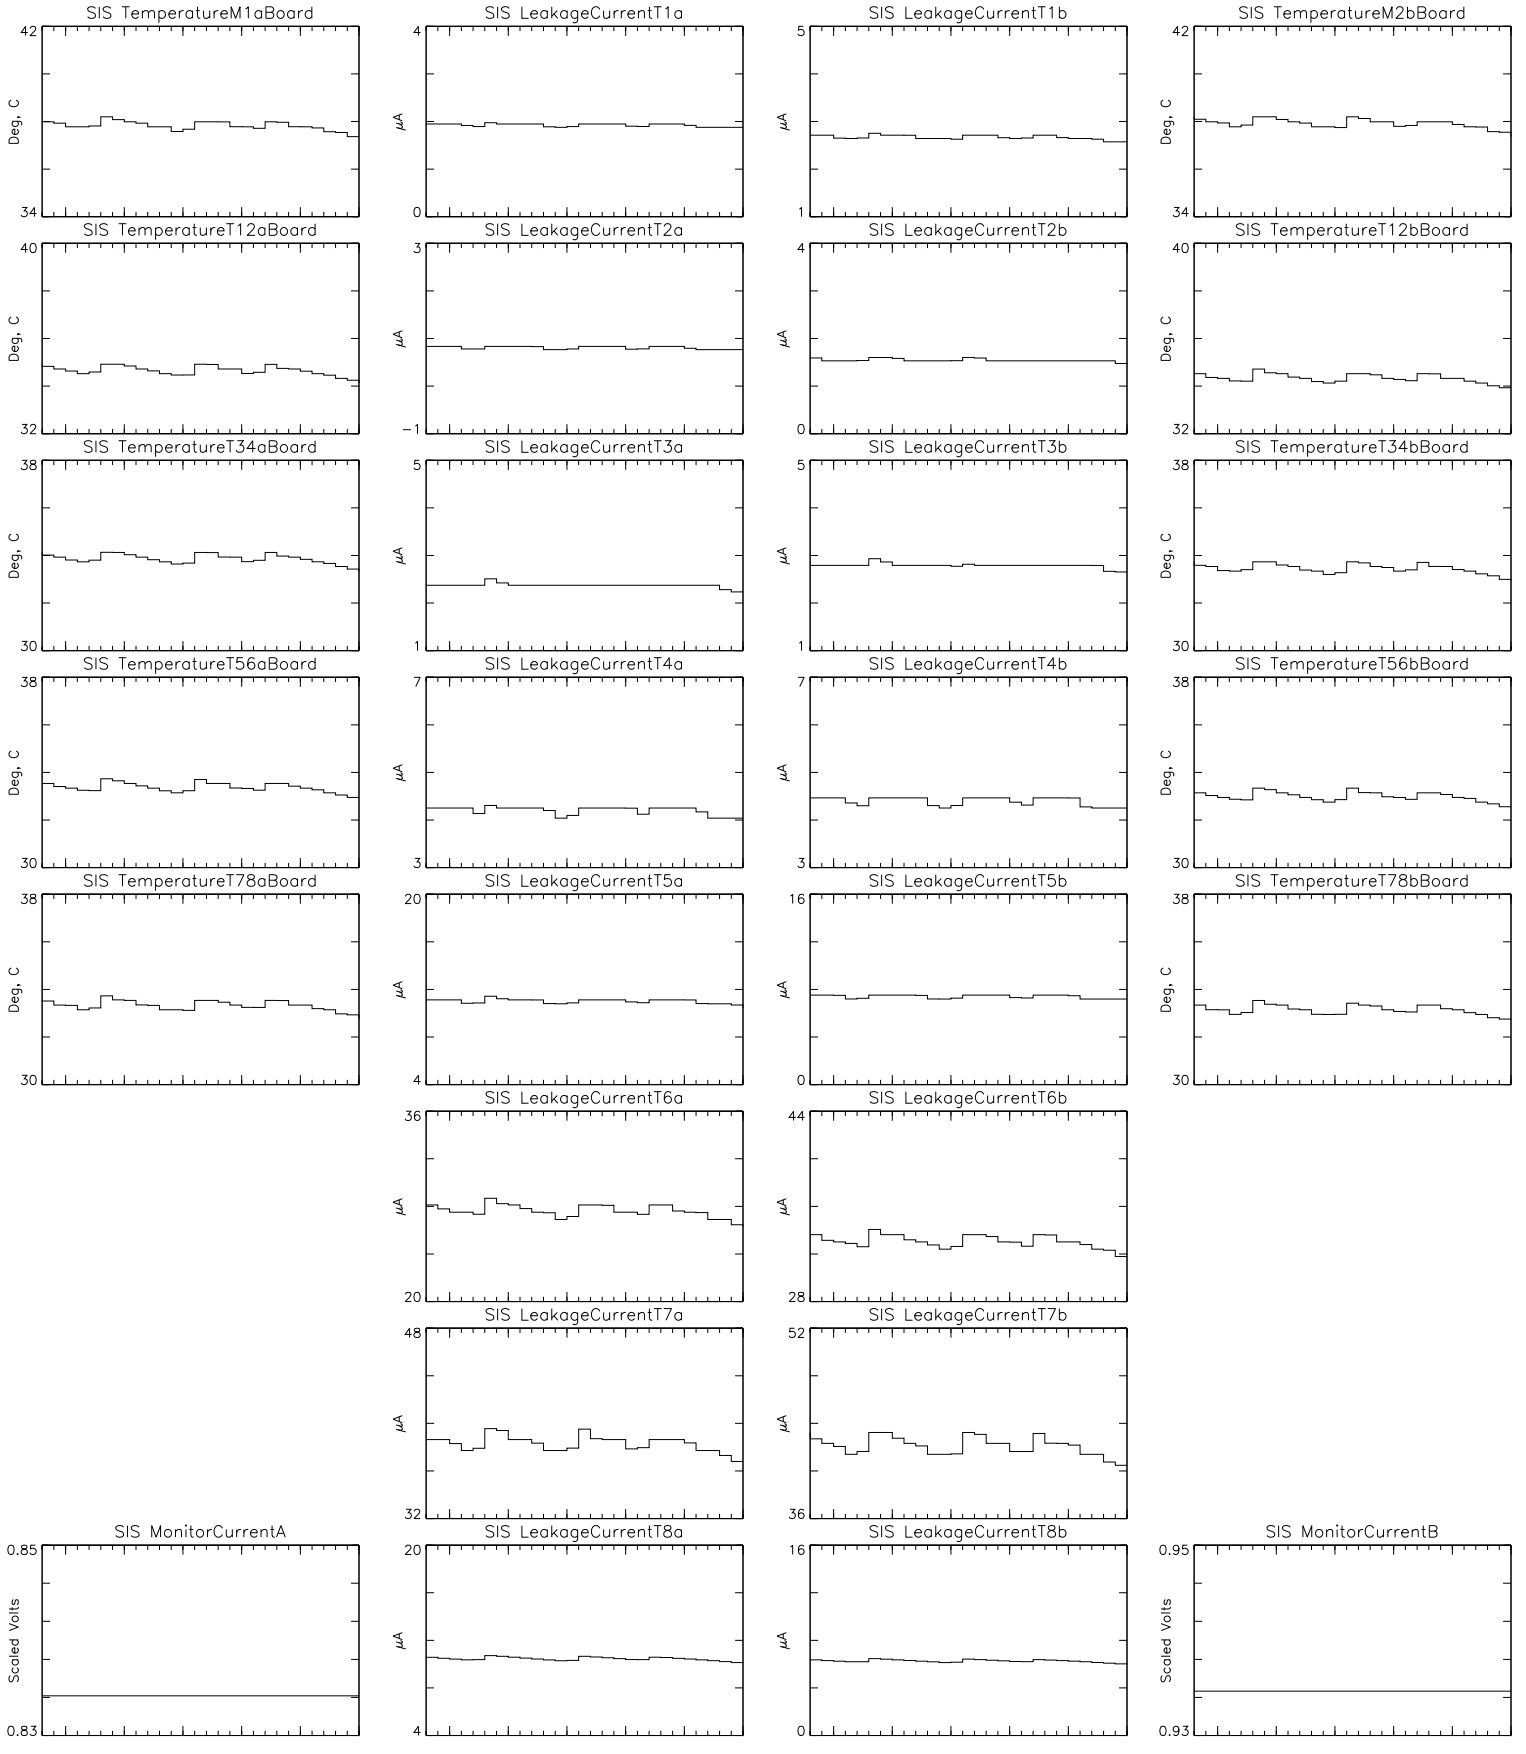 SIS TemperatureM1aBoard
42
Deg, C
34
SIS LeakageCurrentT1a
4
μA
0
SIS LeakageCurrentT1b
5
μA
1
SIS TemperatureM2bBoard
42
Deg, C
34
SIS TemperatureT12aBoard
40
Deg, C
32
SIS LeakageCurrentT2a
3
μA
−1
SIS LeakageCurrentT2b
4
μA
0
SIS TemperatureT12bBoard
40
Deg, C
32
SIS TemperatureT34aBoard
38
Deg, C
30
SIS LeakageCurrentT3a
5
μA
1
SIS LeakageCurrentT3b
5
μA
1
SIS TemperatureT34bBoard
38
Deg, C
30
SIS TemperatureT56aBoard
38
Deg, C
30
SIS LeakageCurrentT4a
7
μA
3
SIS LeakageCurrentT4b
7
μA
3
SIS TemperatureT56bBoard
38
Deg, C
30
SIS TemperatureT78aBoard
38
Deg, C
30
SIS LeakageCurrentT5a
20
μA
4
SIS LeakageCurrentT5b
16
μA
0
SIS TemperatureT78bBoard
38
Deg, C
30
SIS LeakageCurrentT6a
36
μA
20
SIS LeakageCurrentT6b
44
μA
28
SIS LeakageCurrentT7a
48
μA
32
SIS LeakageCurrentT7b
52
μA
36
SIS MonitorCurrentA
0.85
Scaled Volts
0.83
SIS LeakageCurrentT8a
20
μA
4
SIS LeakageCurrentT8b
16
μA
0
SIS MonitorCurrentB
0.95
Scaled Volts
0.93